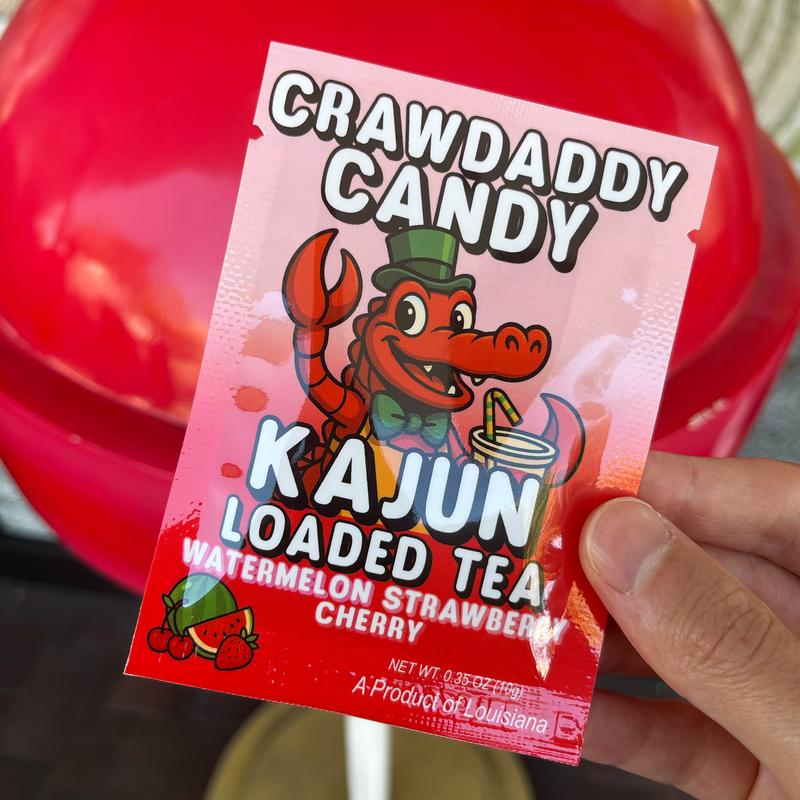 CRAWDADDY
CANDY
KAJUN
LOADED TEA
WATERMELON STRAWBERRY
CHERRY
NET WT. 0.35 OZ (10g)
A Product of Louisiana